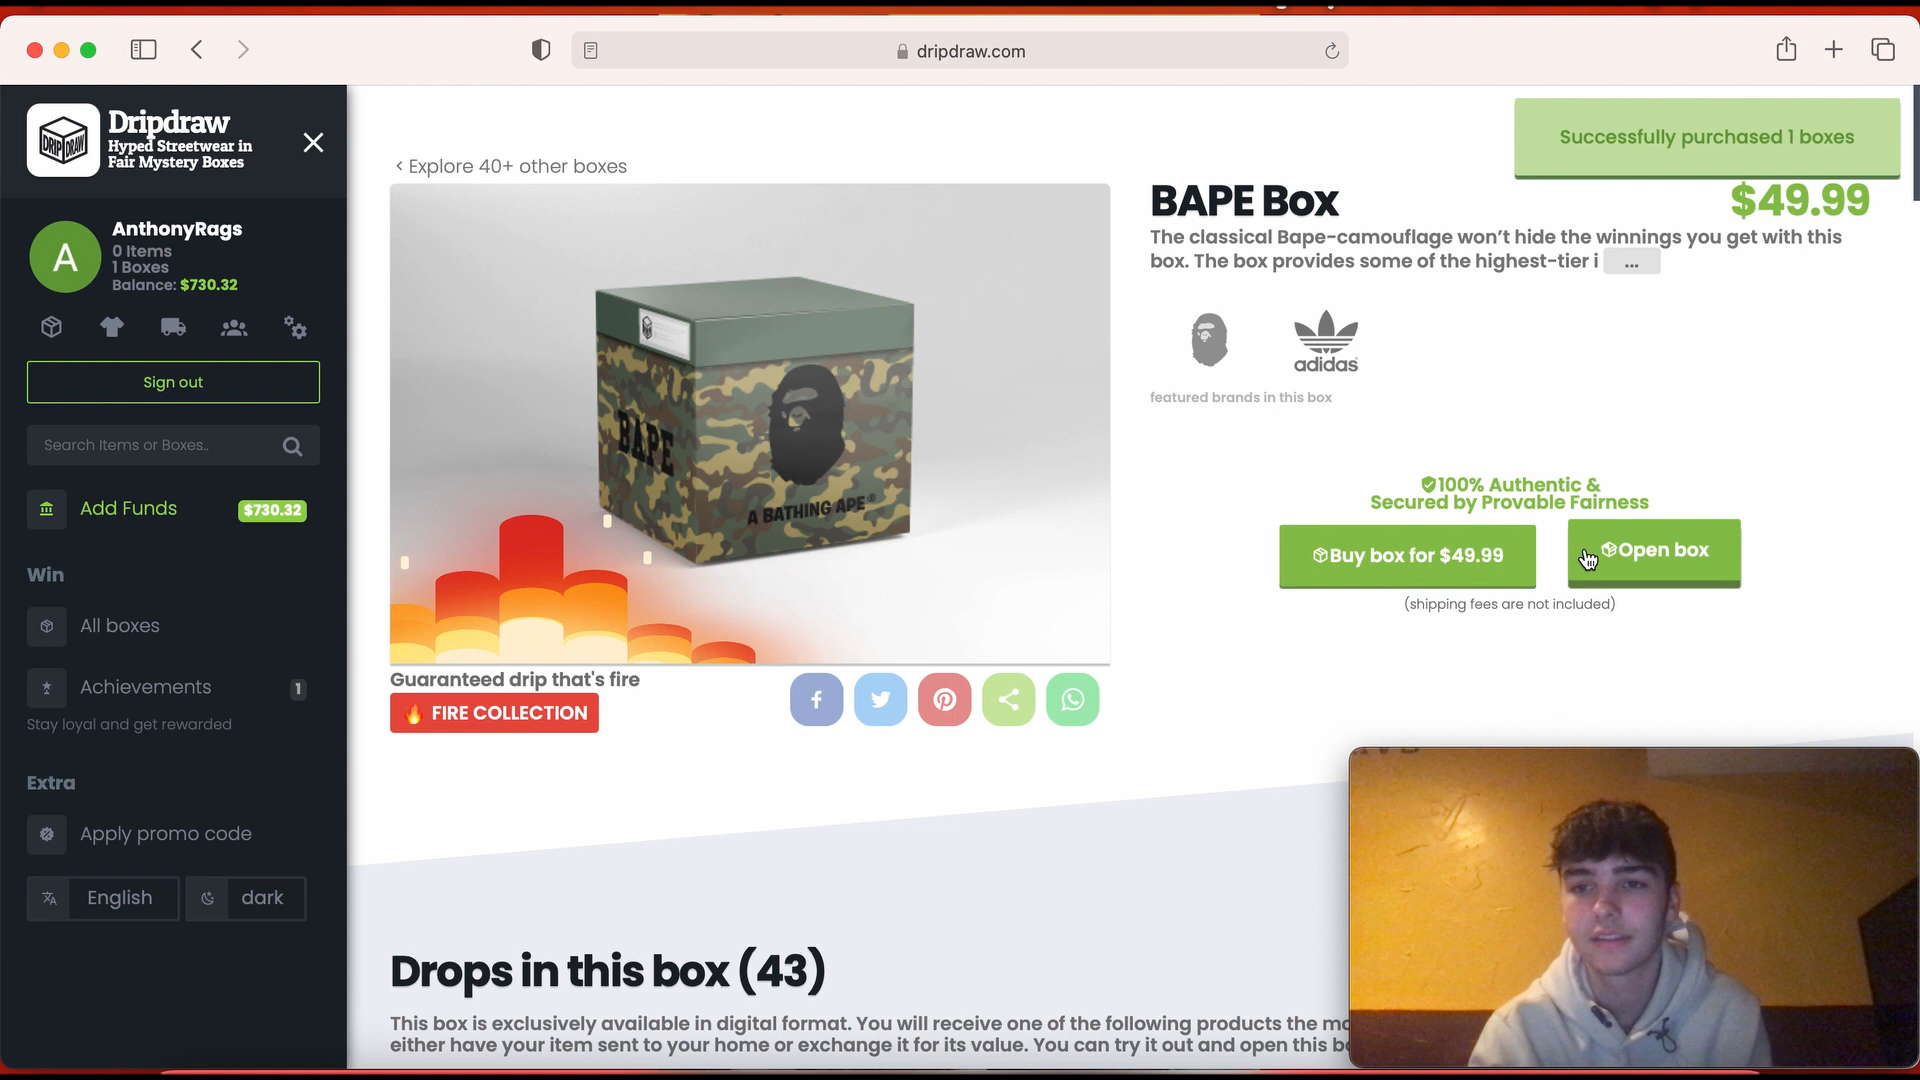 dripdraw.com
DRIP DRAW
Dripdraw
Hyped Streetwear in
Fair Mystery Boxes
A
AnthonyRags
0 Items
1 Boxes
Balance: $730.32
Sign out
Search Items or Boxes..
Add Funds
$730.32
Win
All boxes
Achievements
1
Stay loyal and get rewarded
Extra
Apply promo code
English
dark
Successfully purchased 1 boxes
< Explore 40+ other boxes
BAPE
A BATHING APE®
Guaranteed drip that's fire
FIRE COLLECTION
BAPE Box
$49.99
The classical Bape-camouflage won't hide the winnings you get with this
box. The box provides some of the highest-tier i ...
adidas
featured brands in this box
100% Authentic &
Secured by Provable Fairness
Buy box for $49.99
Open box
(shipping fees are not included)
Drops in this box (43)
This box is exclusively available in digital format. You will receive one of the following products the
either have your item sent to your home or exchange it for its value. You can try it out and open this